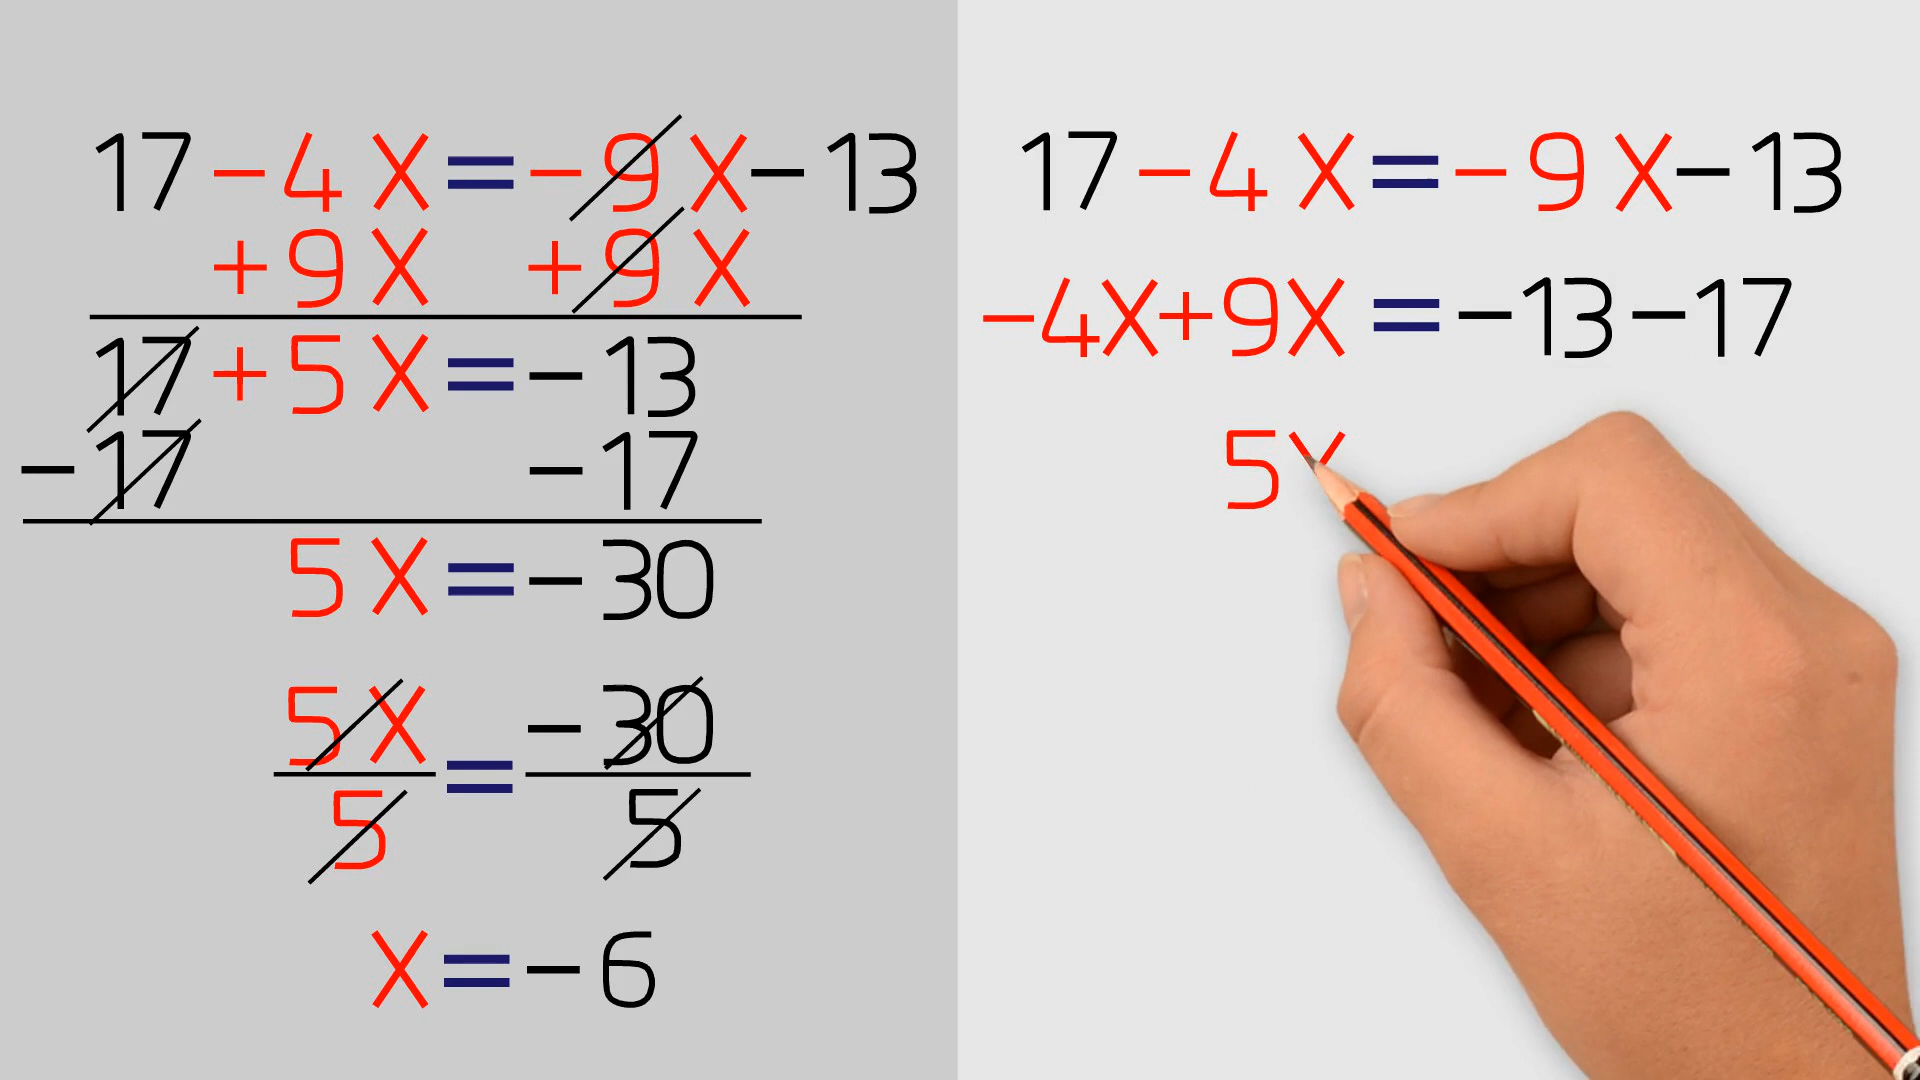 17 - 4 X = - 9 X - 13
+ 9 X + 9 X
17 + 5 X = - 13
- 17 - 17
5 X = - 30
5 X = - 30
5 5
X = - 6
17 - 4 X = - 9 X - 13
- 4X + 9X = - 13 - 17
5X